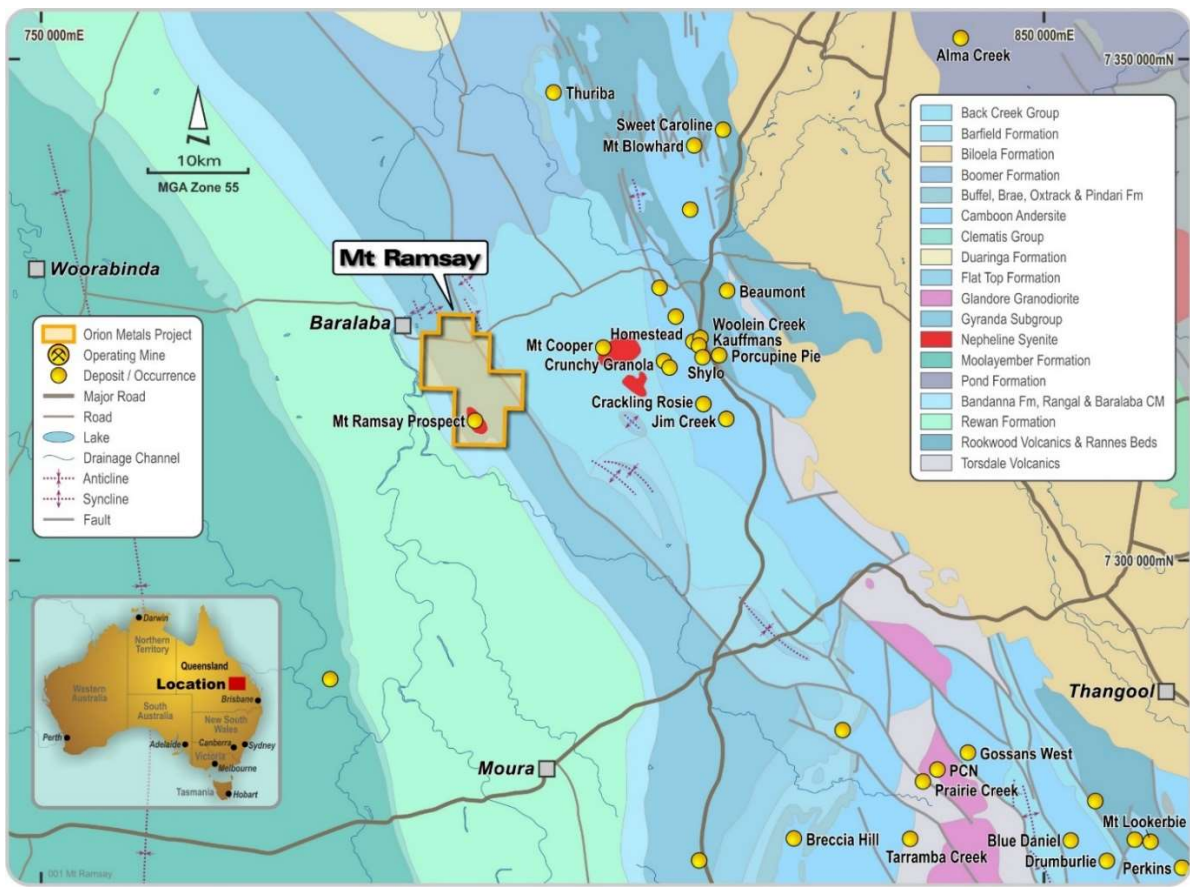 750 000mE
850 000mE
7 350 000mN
Alma Creek
Thuriba
Sweet Caroline
Mt Blowhard
N
10km
MGA Zone 55
Back Creek Group
Barfield Formation
Biloela Formation
Boomer Formation
Buffel, Brae, Oxtrack & Pindari Fm
Camboon Andersite
Clematis Group
Duaringa Formation
Flat Top Formation
Glandore Granodiorite
Gyranda Subgroup
Nepheline Syenite
Moolayember Formation
Pond Formation
Bandanna Fm, Rangal & Baralaba CM
Rewan Formation
Rookwood Volcanics & Rannes Beds
Torsdale Volcanics
Mt Ramsay
Woorabinda
Baralaba
Beaumont
Woolein Creek
Homestead
Kauffmans
Mt Cooper
Porcupine Pie
Crunchy Granola
Shylo
Crackling Rosie
Jim Creek
Mt Ramsay Prospect
Orion Metals Project
Operating Mine
Deposit / Occurrence
Major Road
Road
Lake
Drainage Channel
Anticline
Syncline
Fault
7 300 000mN
Darwin
Northern
Territory
Queensland
Location
Western
Australia
South
Australia
Brisbane
New South
Wales
Perth
Adelaide
Canberra
Sydney
Victoria
Melbourne
Tasmania
Hobart
Thangool
Moura
Gossans West
PCN
Prairie Creek
Mt Lookerbie
Breccia Hill
Tarramba Creek
Blue Daniel
Drumburlie
Perkins
001 Mt Ramsay